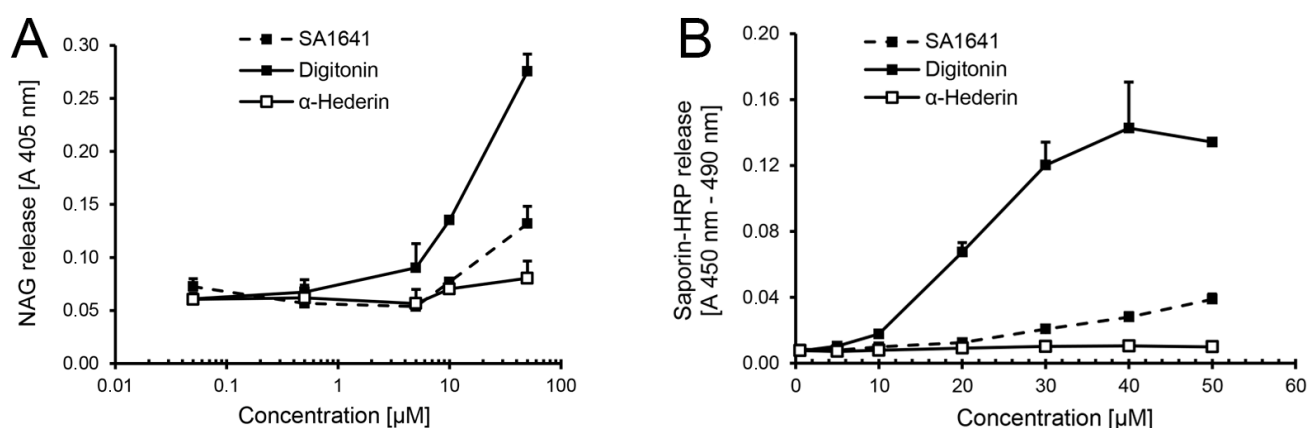 A
NAG release [A 405 nm]
0.30
0.25
0.20
0.15
0.10
0.05
0.00
SA1641
Digitonin
α-Hederin
0.01
0.1
1
10
100
Concentration [µM]
B
Saporin-HRP release
[A 450 nm - 490 nm]
0.20
0.16
0.12
0.08
0.04
0.00
SA1641
Digitonin
α-Hederin
0
10
20
30
40
50
60
Concentration [µM]